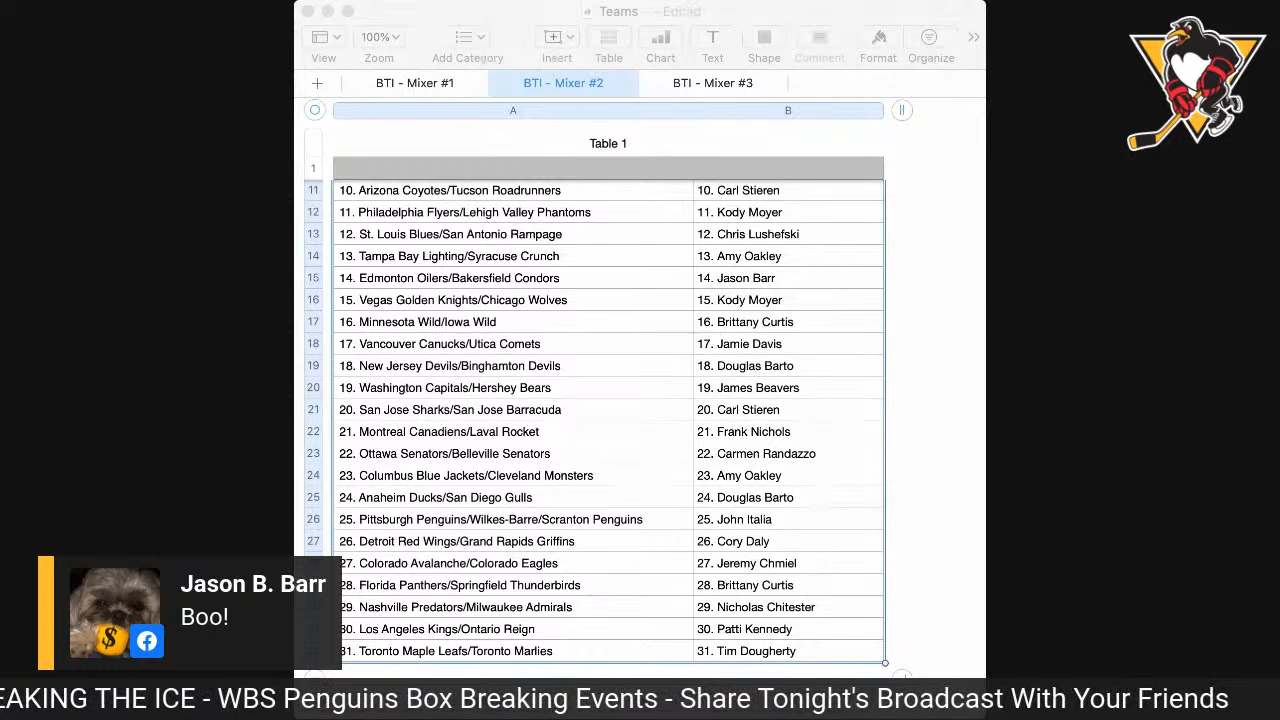 Teams — Edited
100%
View
Zoom
Add Category
Insert
Table
Chart
Text
Shape
Comment
Format
Organize
BTI - Mixer #1
BTI - Mixer #2
BTI - Mixer #3
A
B
Table 1
1
11 10. Arizona Coyotes/Tucson Roadrunners 10. Carl Stieren
12 11. Philadelphia Flyers/Lehigh Valley Phantoms 11. Kody Moyer
13 12. St. Louis Blues/San Antonio Rampage 12. Chris Lushefski
14 13. Tampa Bay Lighting/Syracuse Crunch 13. Amy Oakley
15 14. Edmonton Oilers/Bakersfield Condors 14. Jason Barr
16 15. Vegas Golden Knights/Chicago Wolves 15. Kody Moyer
17 16. Minnesota Wild/Iowa Wild 16. Brittany Curtis
18 17. Vancouver Canucks/Utica Comets 17. Jamie Davis
19 18. New Jersey Devils/Binghamton Devils 18. Douglas Barto
20 19. Washington Capitals/Hershey Bears 19. James Beavers
21 20. San Jose Sharks/San Jose Barracuda 20. Carl Stieren
22 21. Montreal Canadiens/Laval Rocket 21. Frank Nichols
23 22. Ottawa Senators/Belleville Senators 22. Carmen Randazzo
24 23. Columbus Blue Jackets/Cleveland Monsters 23. Amy Oakley
25 24. Anaheim Ducks/San Diego Gulls 24. Douglas Barto
26 25. Pittsburgh Penguins/Wilkes-Barre/Scranton Penguins 25. John Italia
27 26. Detroit Red Wings/Grand Rapids Griffins 26. Cory Daly
27. Colorado Avalanche/Colorado Eagles 27. Jeremy Chmiel
28. Florida Panthers/Springfield Thunderbirds 28. Brittany Curtis
29. Nashville Predators/Milwaukee Admirals 29. Nicholas Chitester
30. Los Angeles Kings/Ontario Reign 30. Patti Kennedy
31. Toronto Maple Leafs/Toronto Marlies 31. Tim Dougherty
Jason B. Barr
Boo!
$
EAKING THE ICE - WBS Penguins Box Breaking Events - Share Tonight's Broadcast With Your Friends